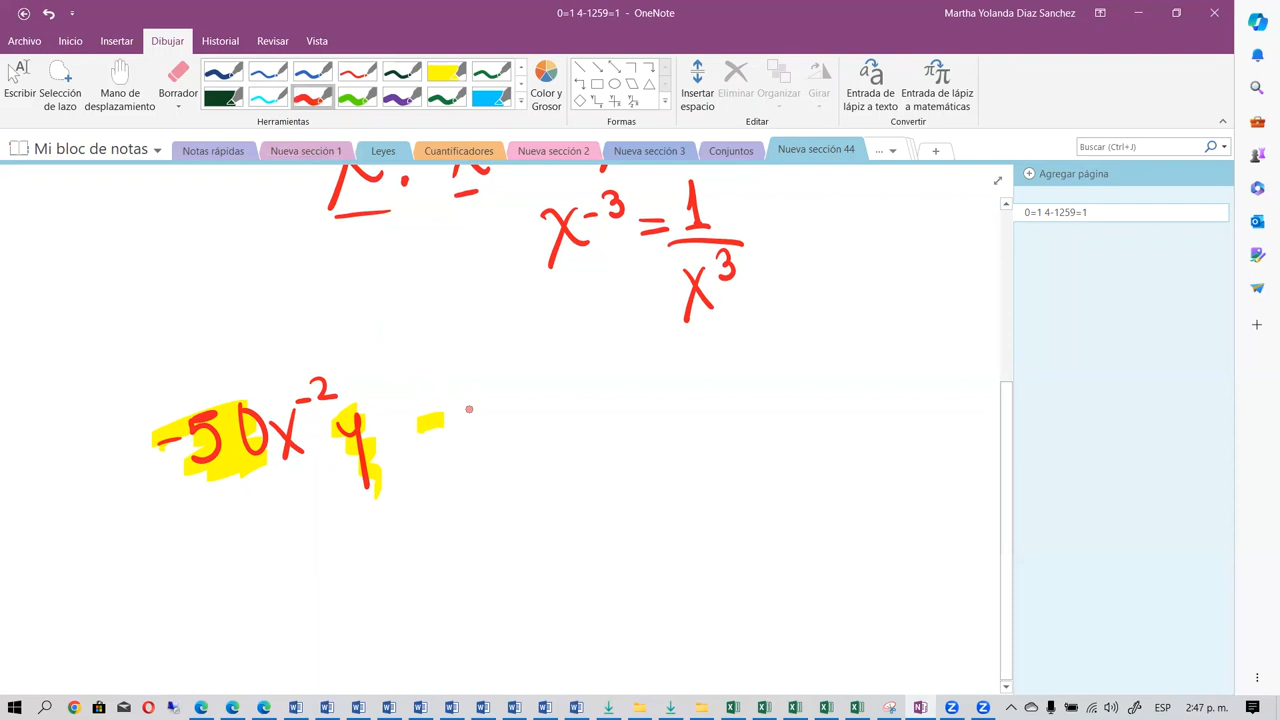 0=1 4-1259=1 - OneNote
Martha Yolanda Diaz Sanchez
Archivo Inicio Insertar Dibujar Historial Revisar Vista
Escribir Selección de lazo Mano de desplazamiento Borrador Color y Grosor Insertar espacio Eliminar Organizar Girar Entrada de lápiz a texto Entrada de lápiz a matemáticas
Herramientas Formas Editar Convertir
Mi bloc de notas Notas rápidas Nueva sección 1 Leyes Cuantificadores Nueva sección 2 Nueva sección 3 Conjuntos Nueva sección 44 ... + Buscar (Ctrl+J)
Agregar página
0=1 4-1259=1
x⁻³ = 1/x³
-50x⁻²y
ESP 2:47 p. m.